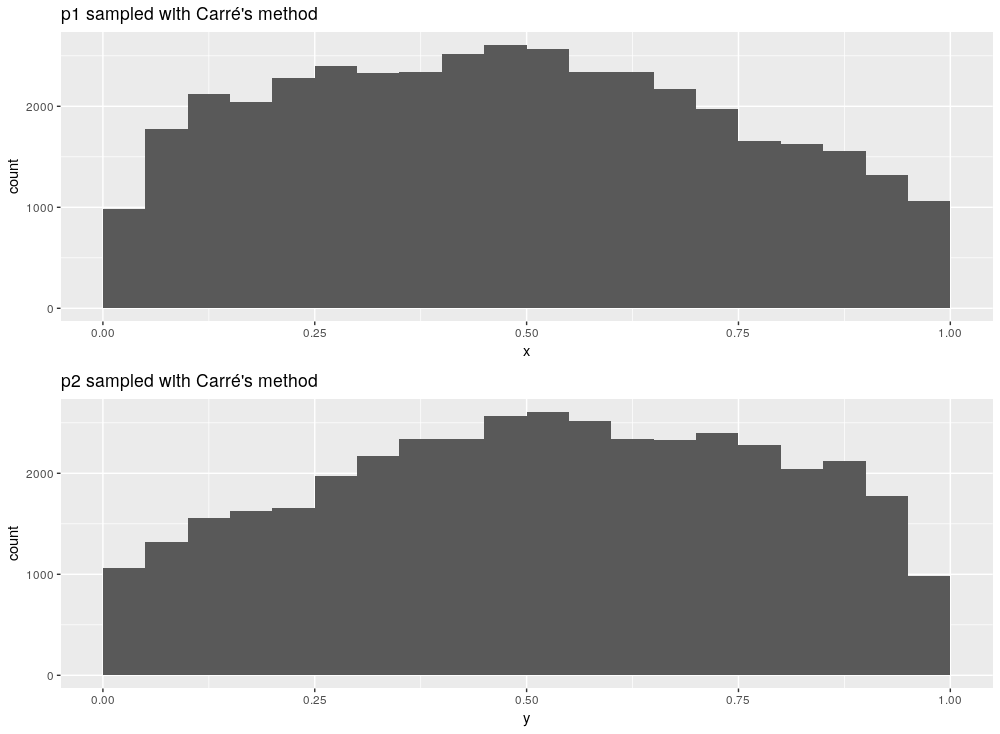 p1 sampled with Carré's method
count
2000
1000
0
0.00 0.25 0.50 0.75 1.00
x
p2 sampled with Carré's method
count
2000
1000
0
0.00 0.25 0.50 0.75 1.00
y